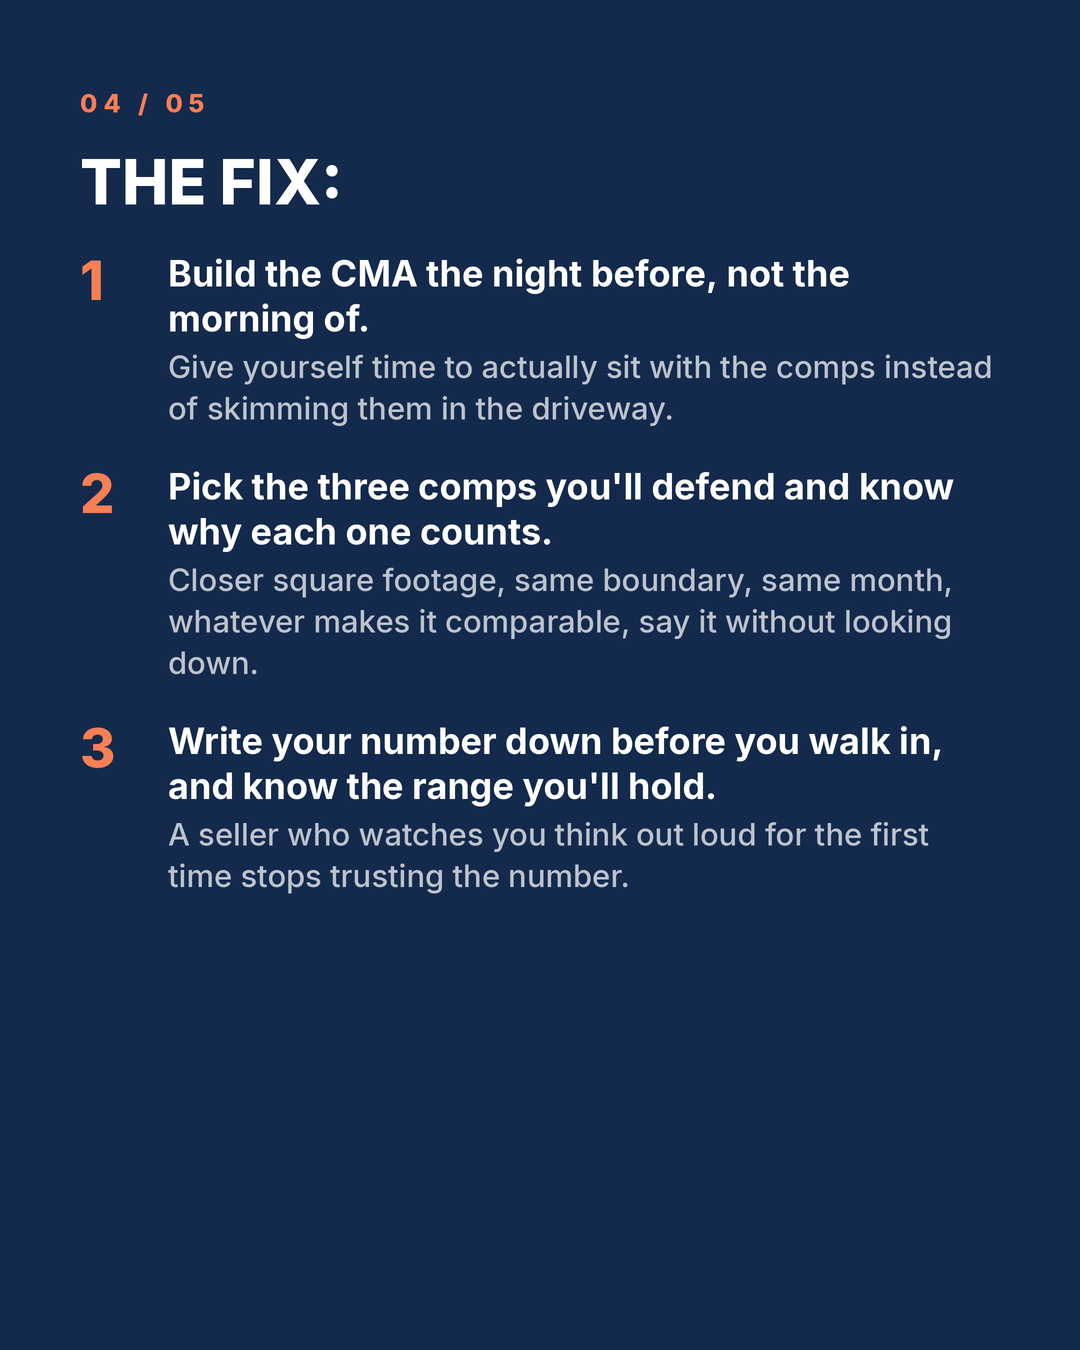 04 / 05
THE FIX:
1
Build the CMA the night before, not the
morning of.
Give yourself time to actually sit with the comps instead
of skimming them in the driveway.
2
Pick the three comps you'll defend and know
why each one counts.
Closer square footage, same boundary, same month,
whatever makes it comparable, say it without looking
down.
3
Write your number down before you walk in,
and know the range you'll hold.
A seller who watches you think out loud for the first
time stops trusting the number.